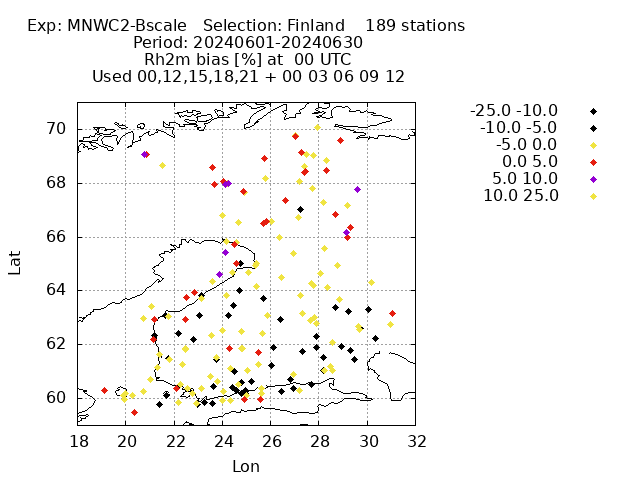 Exp: MNWC2-Bscale   Selection: Finland    189 stations
Period: 20240601-20240630
Rh2m bias [%] at  00 UTC
Used 00,12,15,18,21 + 00 03 06 09 12
-25.0 -10.0
-10.0 -5.0
-5.0 0.0
0.0 5.0
5.0 10.0
10.0 25.0
70
68
66
64
62
60
Lat
18 20 22 24 26 28 30 32
Lon